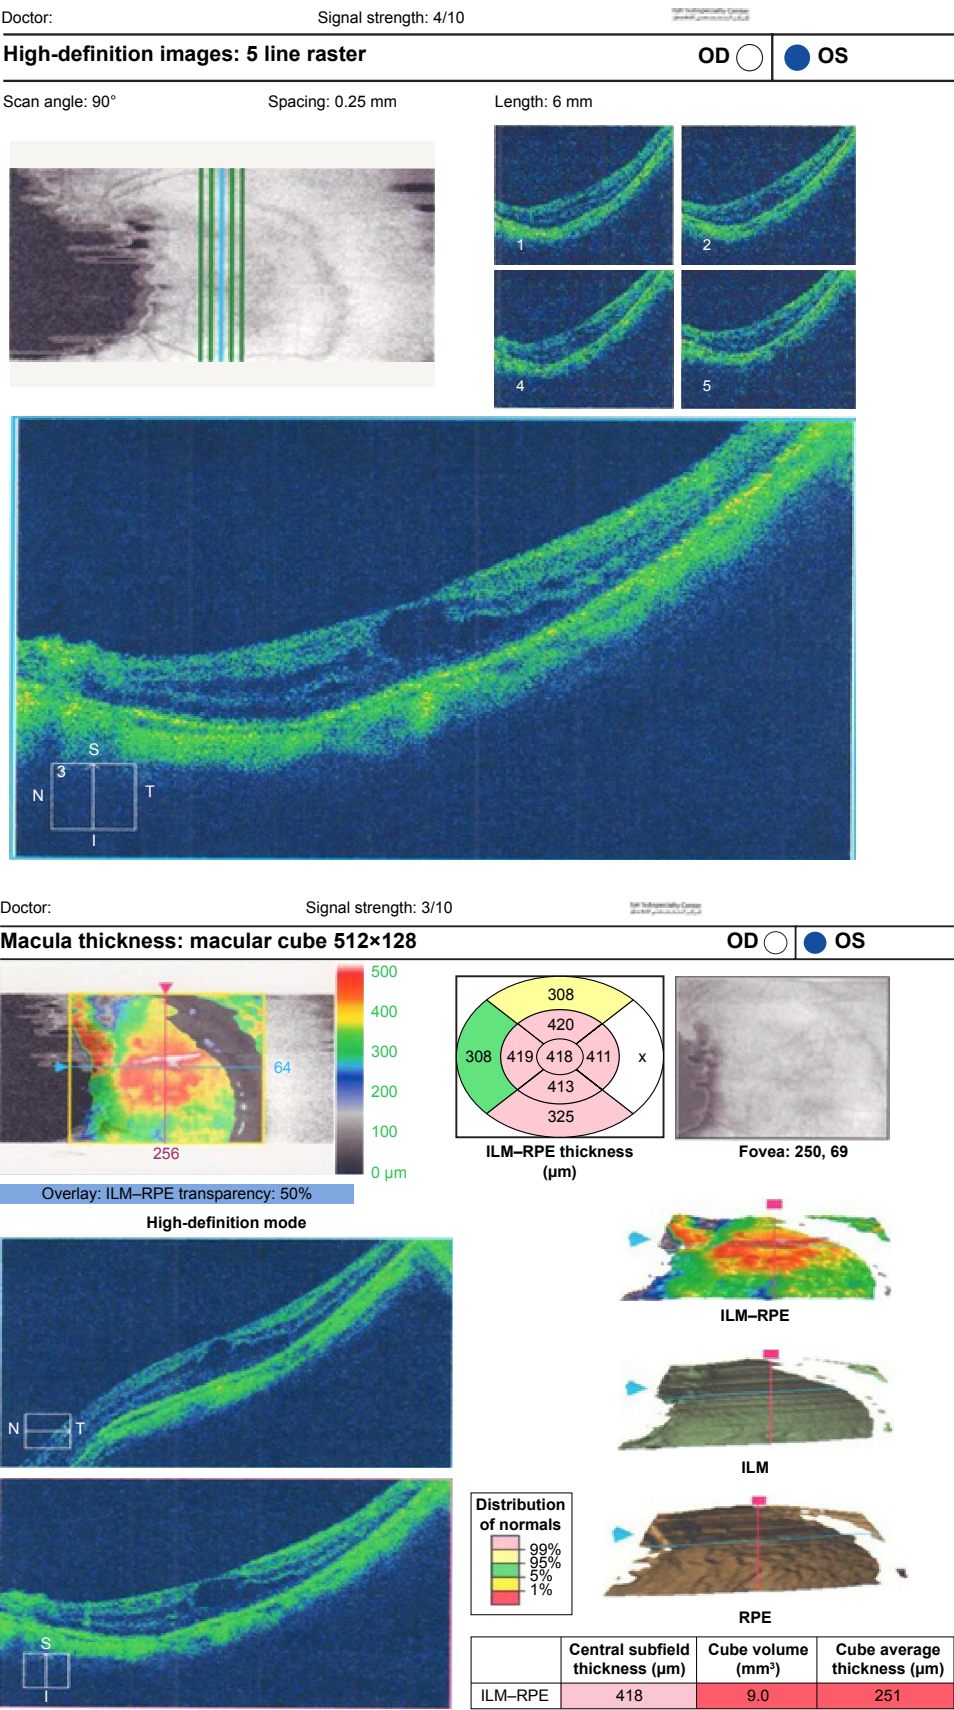 Doctor: Signal strength: 4/10
High-definition images: 5 line raster OD OS
Scan angle: 90° Spacing: 0.25 mm Length: 6 mm
1 2
4 5
S
3
N T
I
Doctor: Signal strength: 3/10
Macula thickness: macular cube 512×128 OD OS
500
400
300
200
100
0 µm
64
256
Overlay: ILM–RPE transparency: 50%
308
420
308 419 418 411 x
413
325
ILM–RPE thickness
(µm)
Fovea: 250, 69
High-definition mode
N T
S
I
ILM–RPE
ILM
RPE
Distribution
of normals
99%
95%
5%
1%
Central subfield
thickness (µm)
Cube volume
(mm³)
Cube average
thickness (µm)
ILM–RPE 418 9.0 251